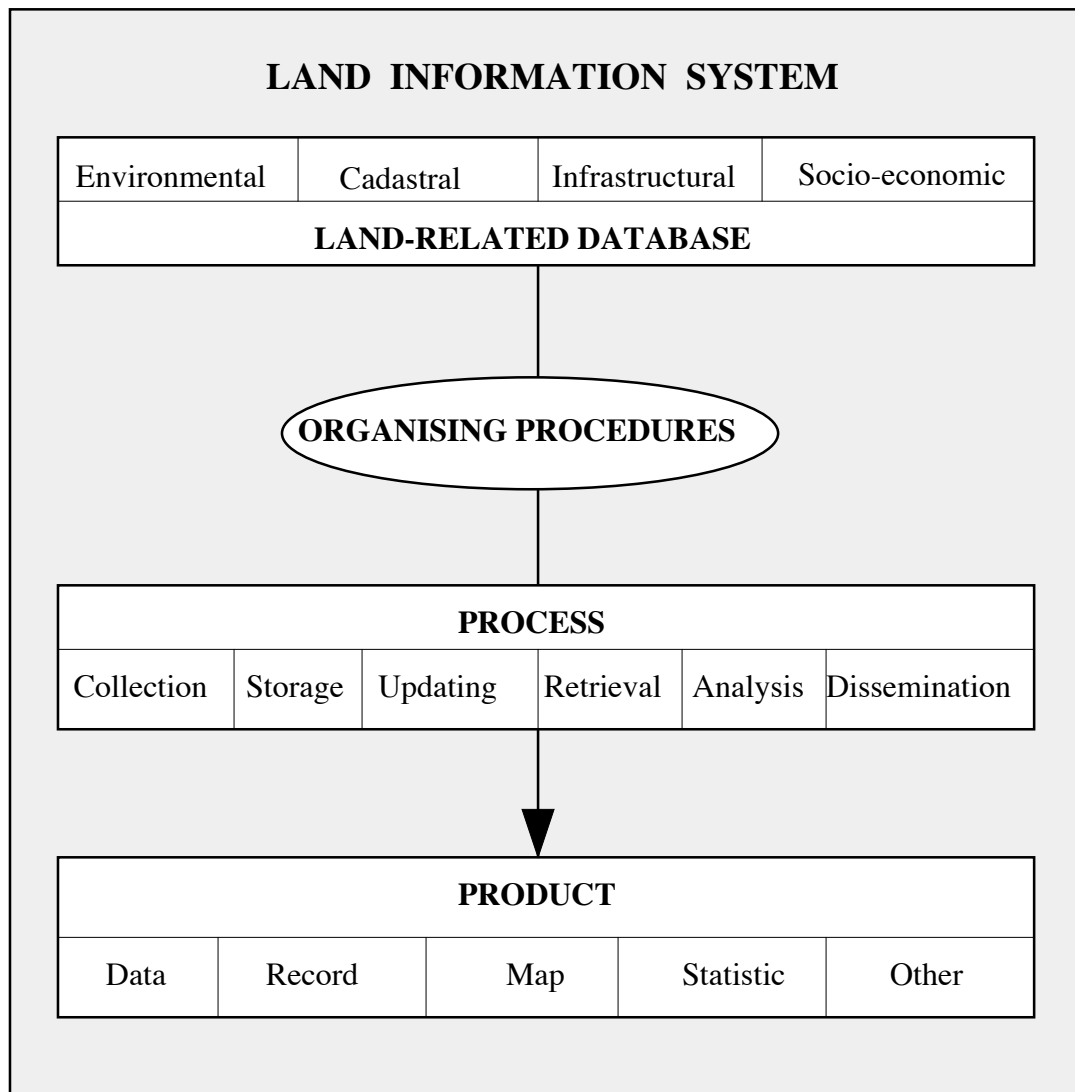 LAND INFORMATION SYSTEM
Environmental Cadastral Infrastructural Socio-economic
LAND-RELATED DATABASE
ORGANISING PROCEDURES
PROCESS
Collection Storage Updating Retrieval Analysis Dissemination
PRODUCT
Data Record Map Statistic Other